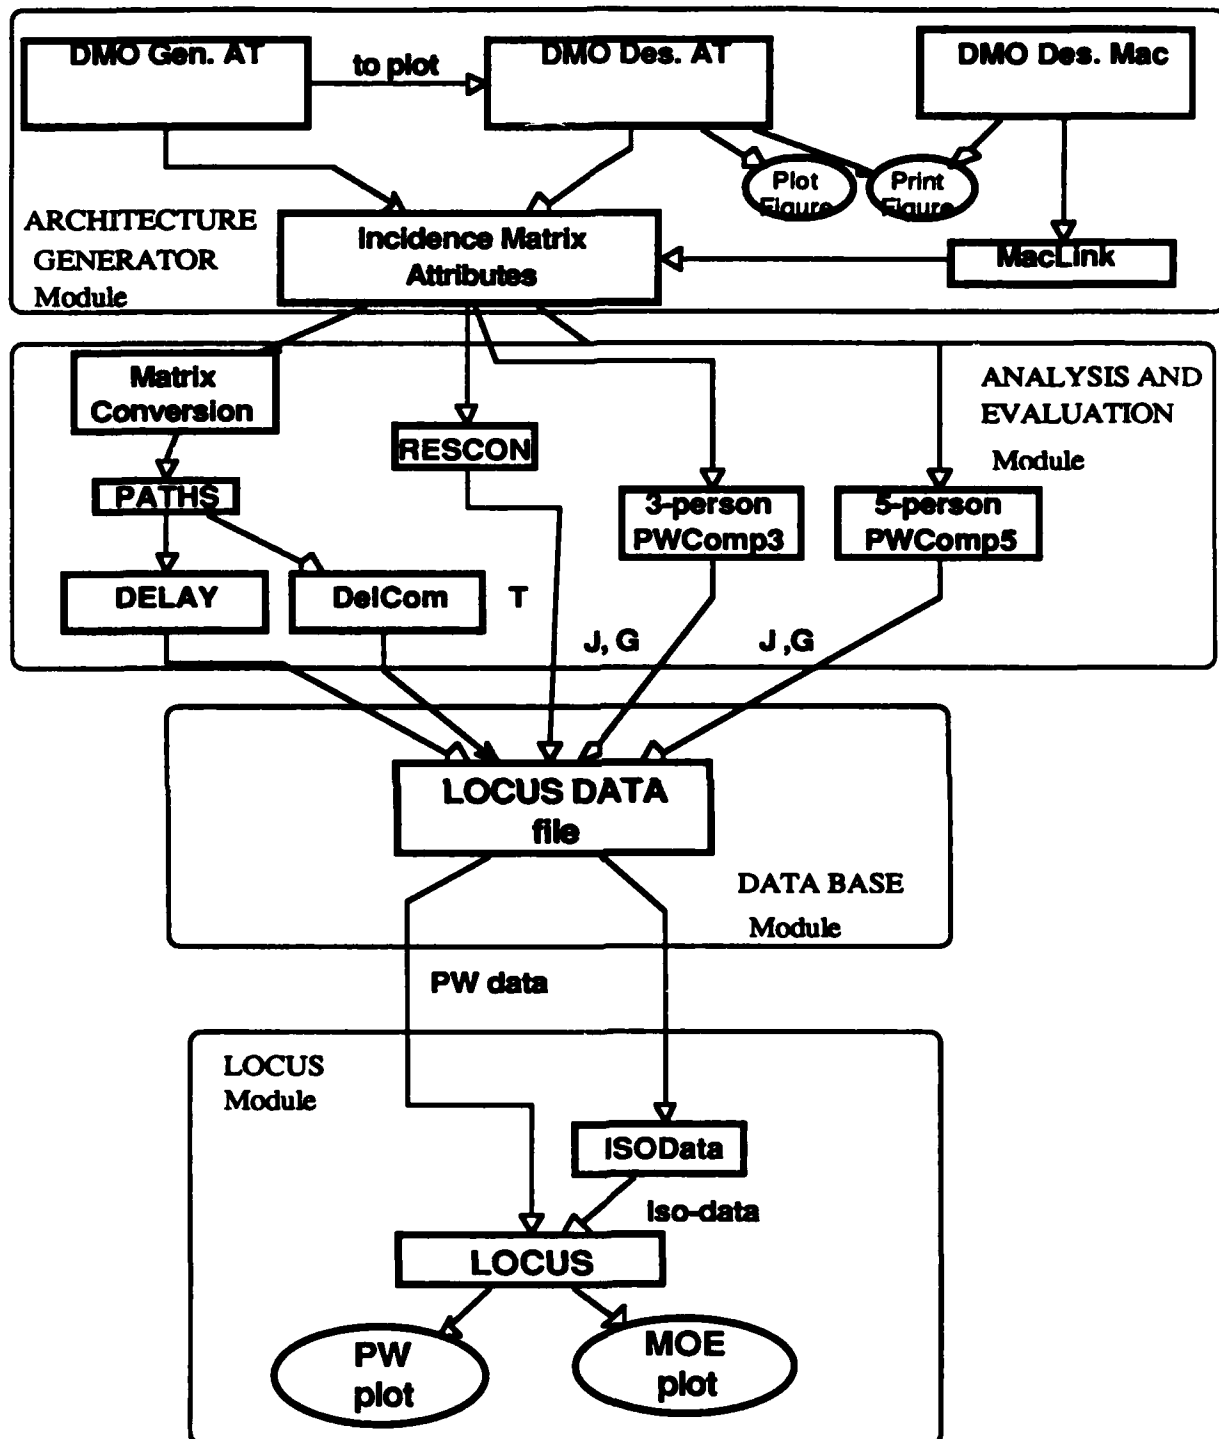 DMO Gen. AT
to plot
DMO Des. AT
DMO Des. Mac
Plot
Figure
Print
Figure
ARCHITECTURE
GENERATOR
Module
Incidence Matrix
Attributes
MacLink
Matrix
Conversion
ANALYSIS AND
EVALUATION
Module
RESCON
PATHS
3-person
PWComp3
5-person
PWComp5
DELAY
DelCom
T
J, G
J ,G
LOCUS DATA
file
DATA BASE
Module
PW data
LOCUS
Module
ISOData
Iso-data
LOCUS
PW
plot
MOE
plot